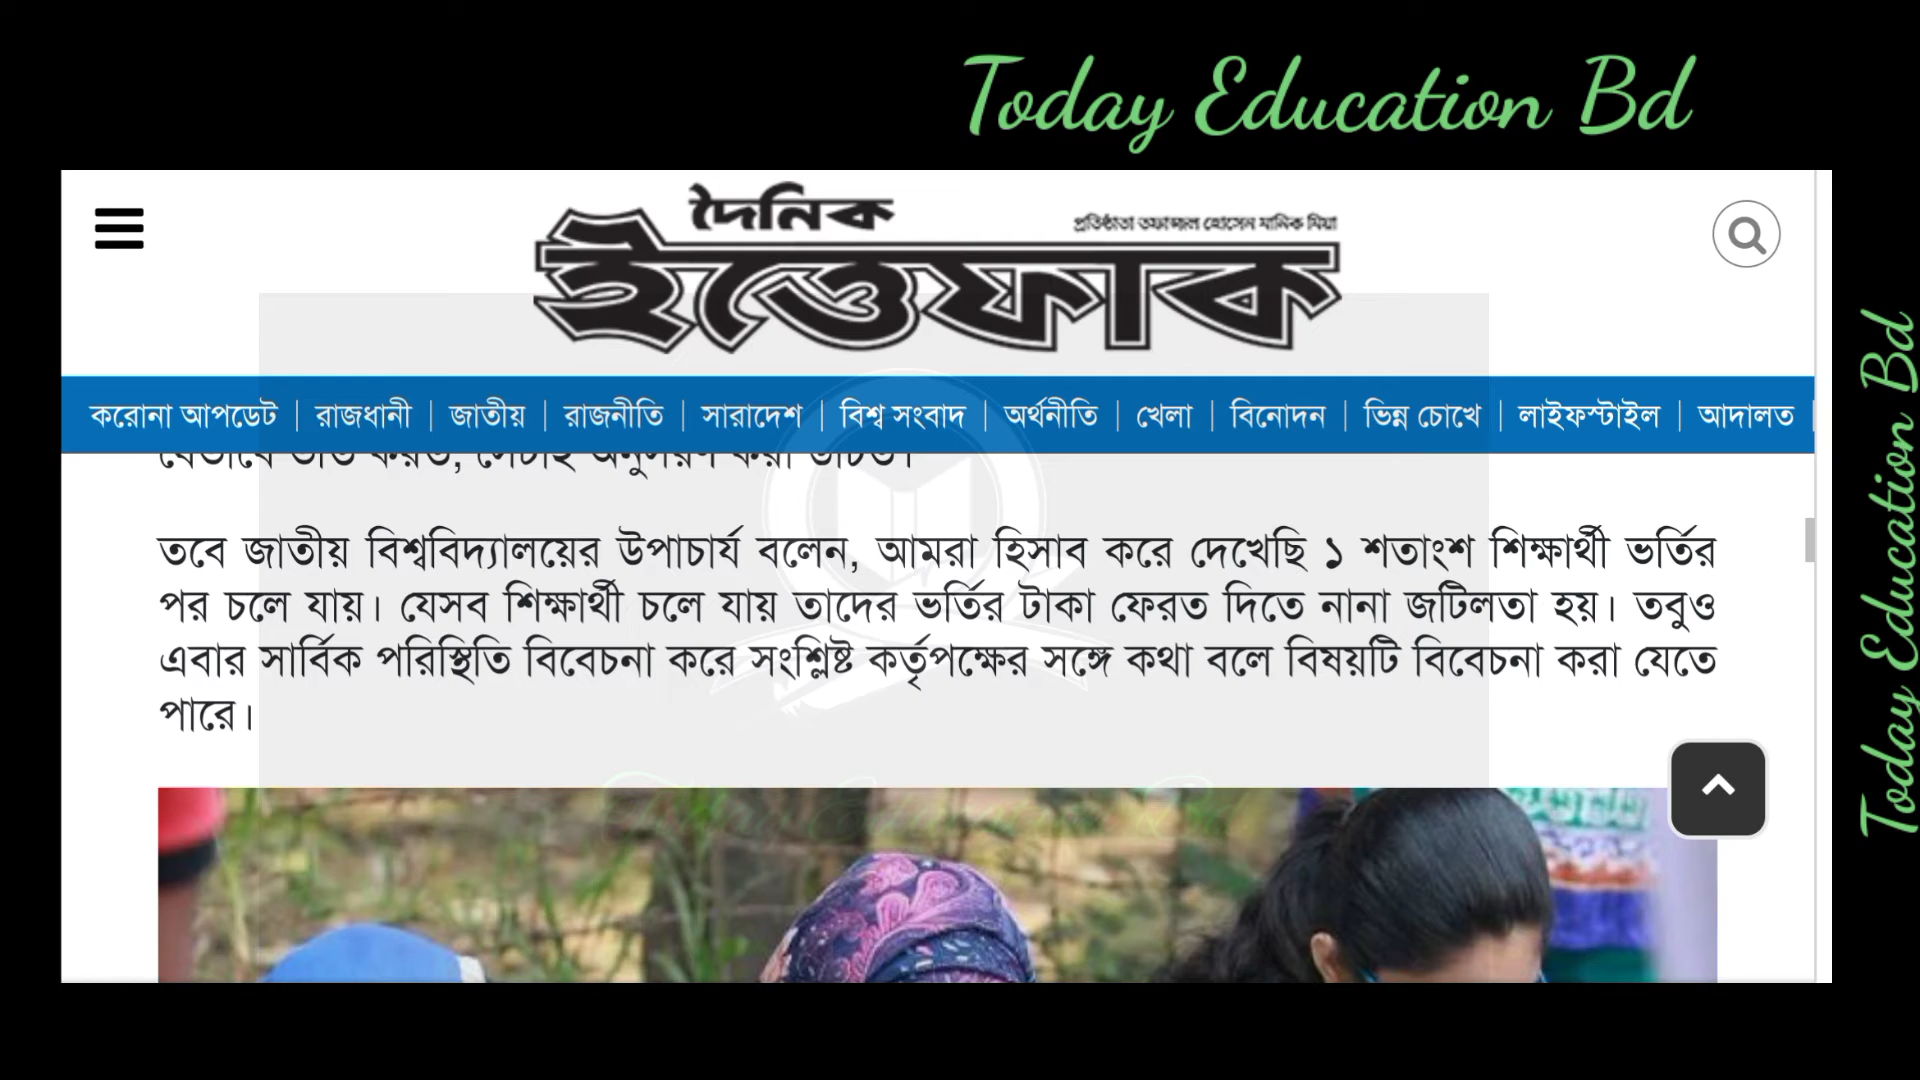 Today Education Bd
দৈনিক
প্রতিষ্ঠাতা তফাজ্জল হোসেন মানিক মিয়া
ইত্তেফাক
করোনা আপডেট | রাজধানী | জাতীয় | রাজনীতি | সারাদেশ | বিশ্ব সংবাদ | অর্থনীতি | খেলা | বিনোদন | ভিন্ন চোখে | লাইফস্টাইল | আদালত
তবে জাতীয় বিশ্ববিদ্যালয়ের উপাচার্য বলেন, আমরা হিসাব করে দেখেছি ১ শতাংশ শিক্ষার্থী ভর্তির
পর চলে যায়। যেসব শিক্ষার্থী চলে যায় তাদের ভর্তির টাকা ফেরত দিতে নানা জটিলতা হয়। তবুও
এবার সার্বিক পরিস্থিতি বিবেচনা করে সংশ্লিষ্ট কর্তৃপক্ষের সঙ্গে কথা বলে বিষয়টি বিবেচনা করা যেতে
পারে।
Today Education Bd